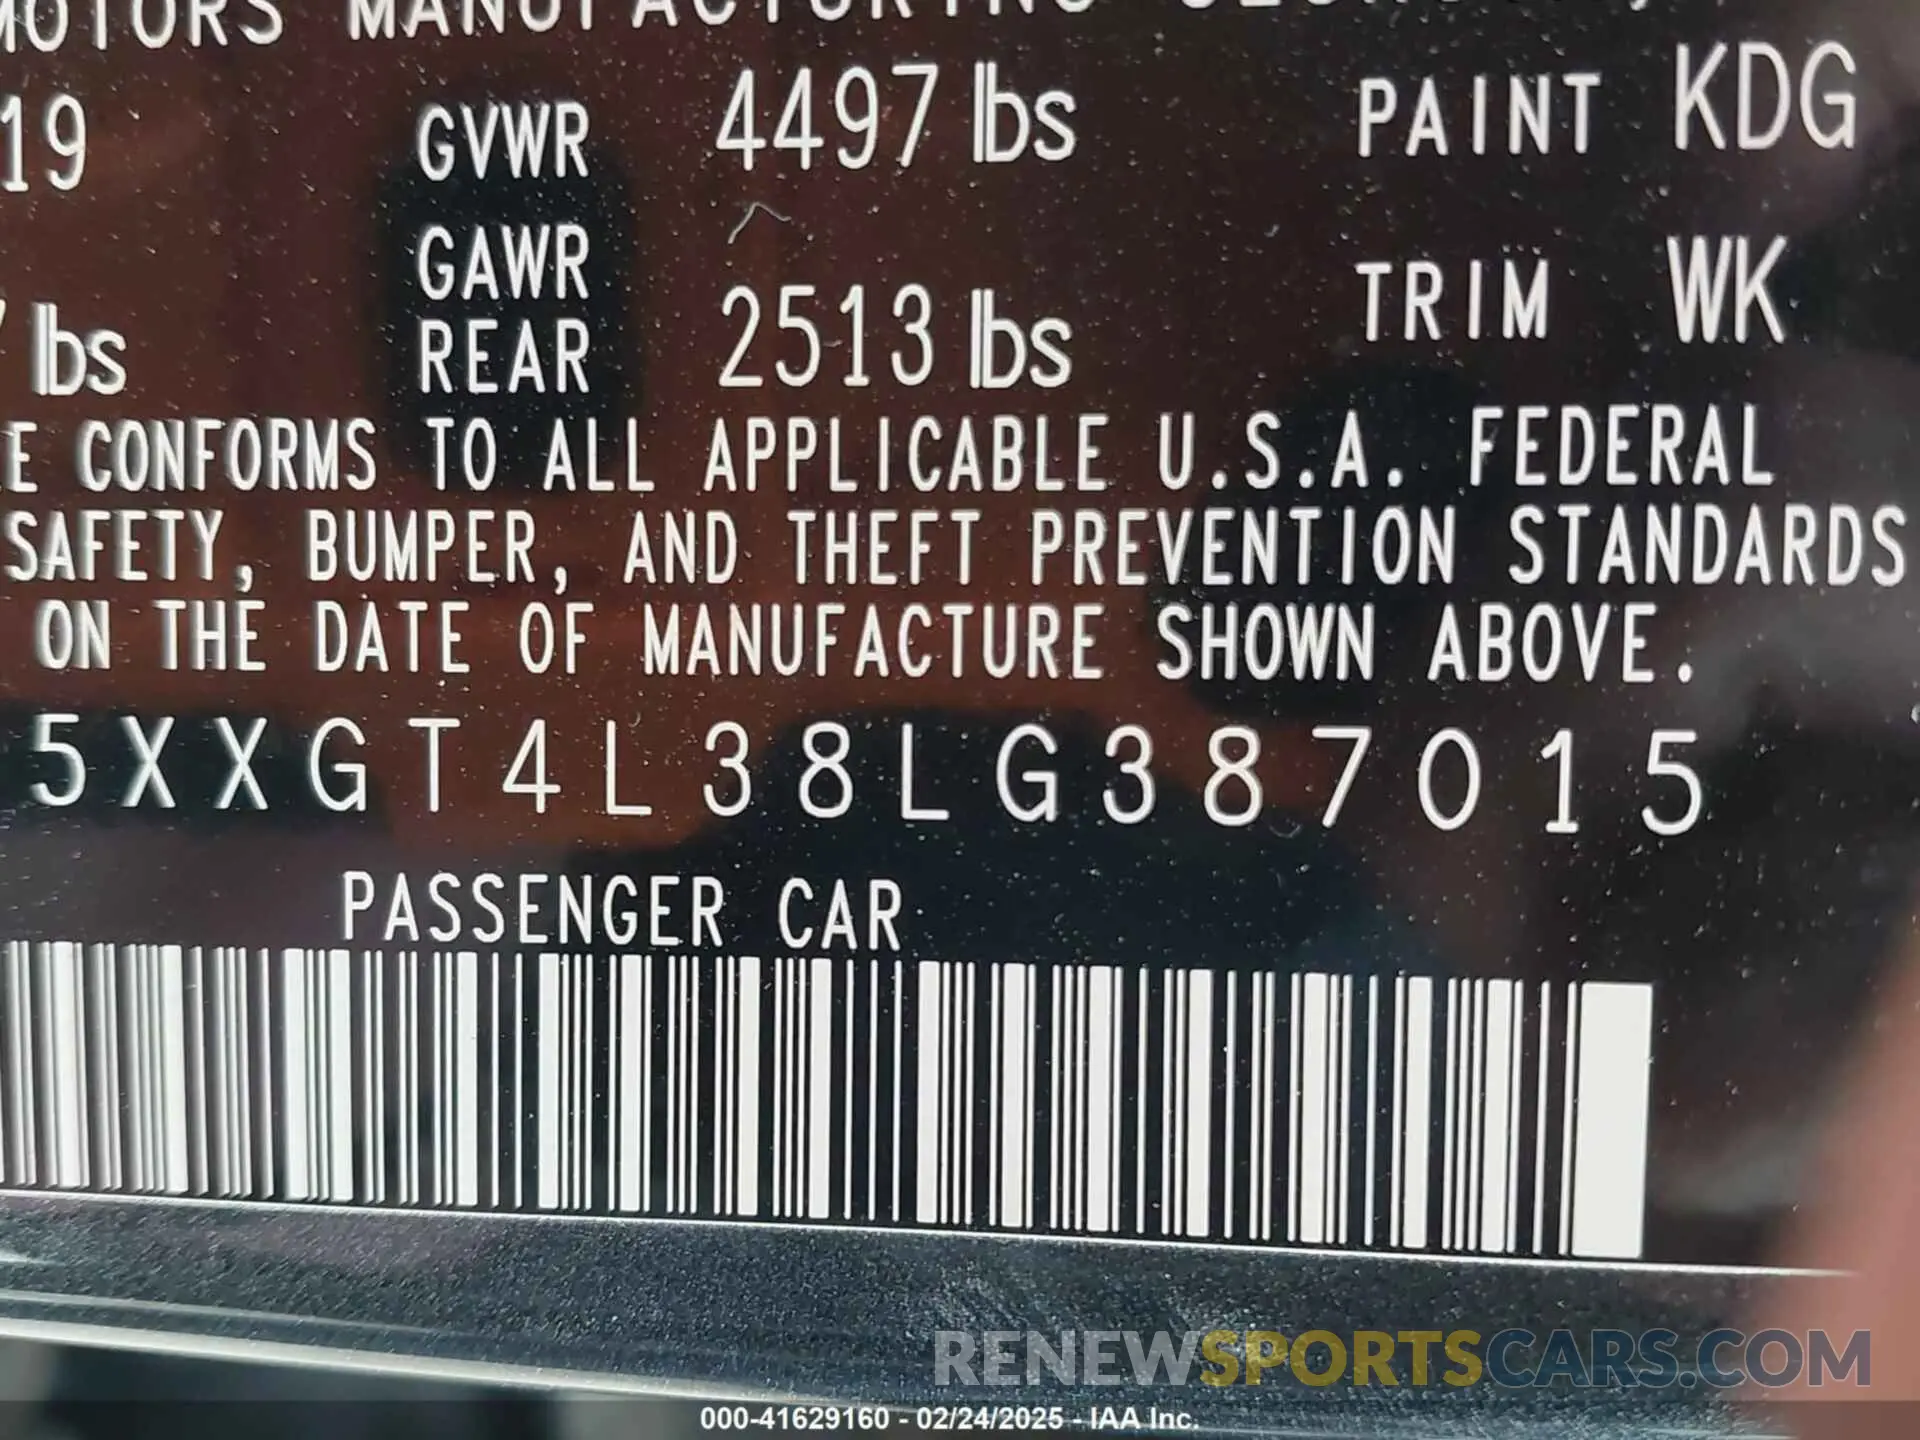 MOTORS MANUFACTURING
19 GVWR 4497 lbs PAINT KDG
GAWR
lbs REAR 2513 lbs TRIM WK
E CONFORMS TO ALL APPLICABLE U.S.A. FEDERAL
SAFETY, BUMPER, AND THEFT PREVENTION STANDARDS
ON THE DATE OF MANUFACTURE SHOWN ABOVE.
5XXGT4L38LG387015
PASSENGER CAR
RENEWSPORTSCARS.COM
000-41629160 - 02/24/2025 - IAA Inc.